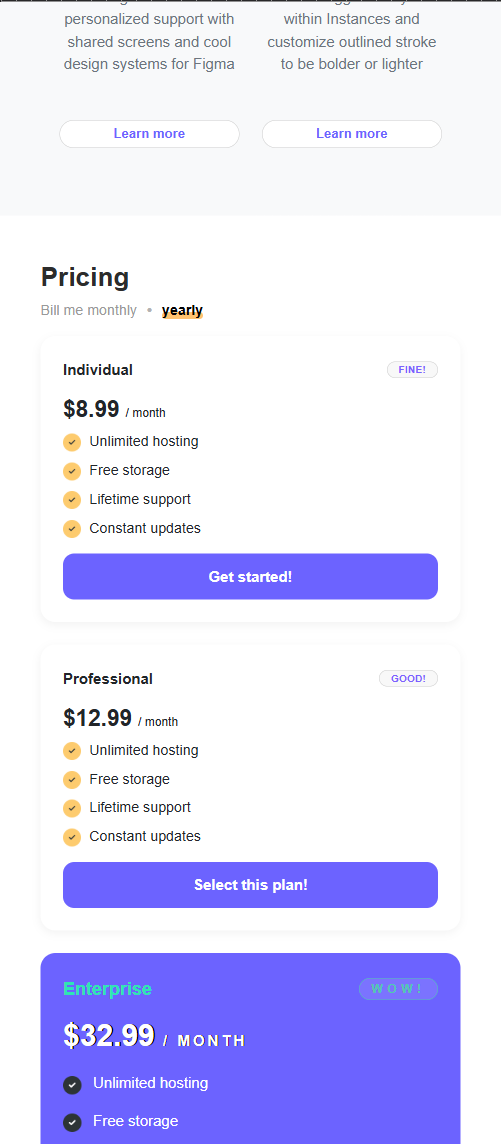 personalized support with
shared screens and cool
design systems for Figma
within Instances and
customize outlined stroke
to be bolder or lighter
Learn more
Learn more
Pricing
Bill me monthly • yearly
Individual
FINE!
$8.99 / month
Unlimited hosting
Free storage
Lifetime support
Constant updates
Get started!
Professional
GOOD!
$12.99 / month
Unlimited hosting
Free storage
Lifetime support
Constant updates
Select this plan!
Enterprise
WOW!
$32.99 / MONTH
Unlimited hosting
Free storage